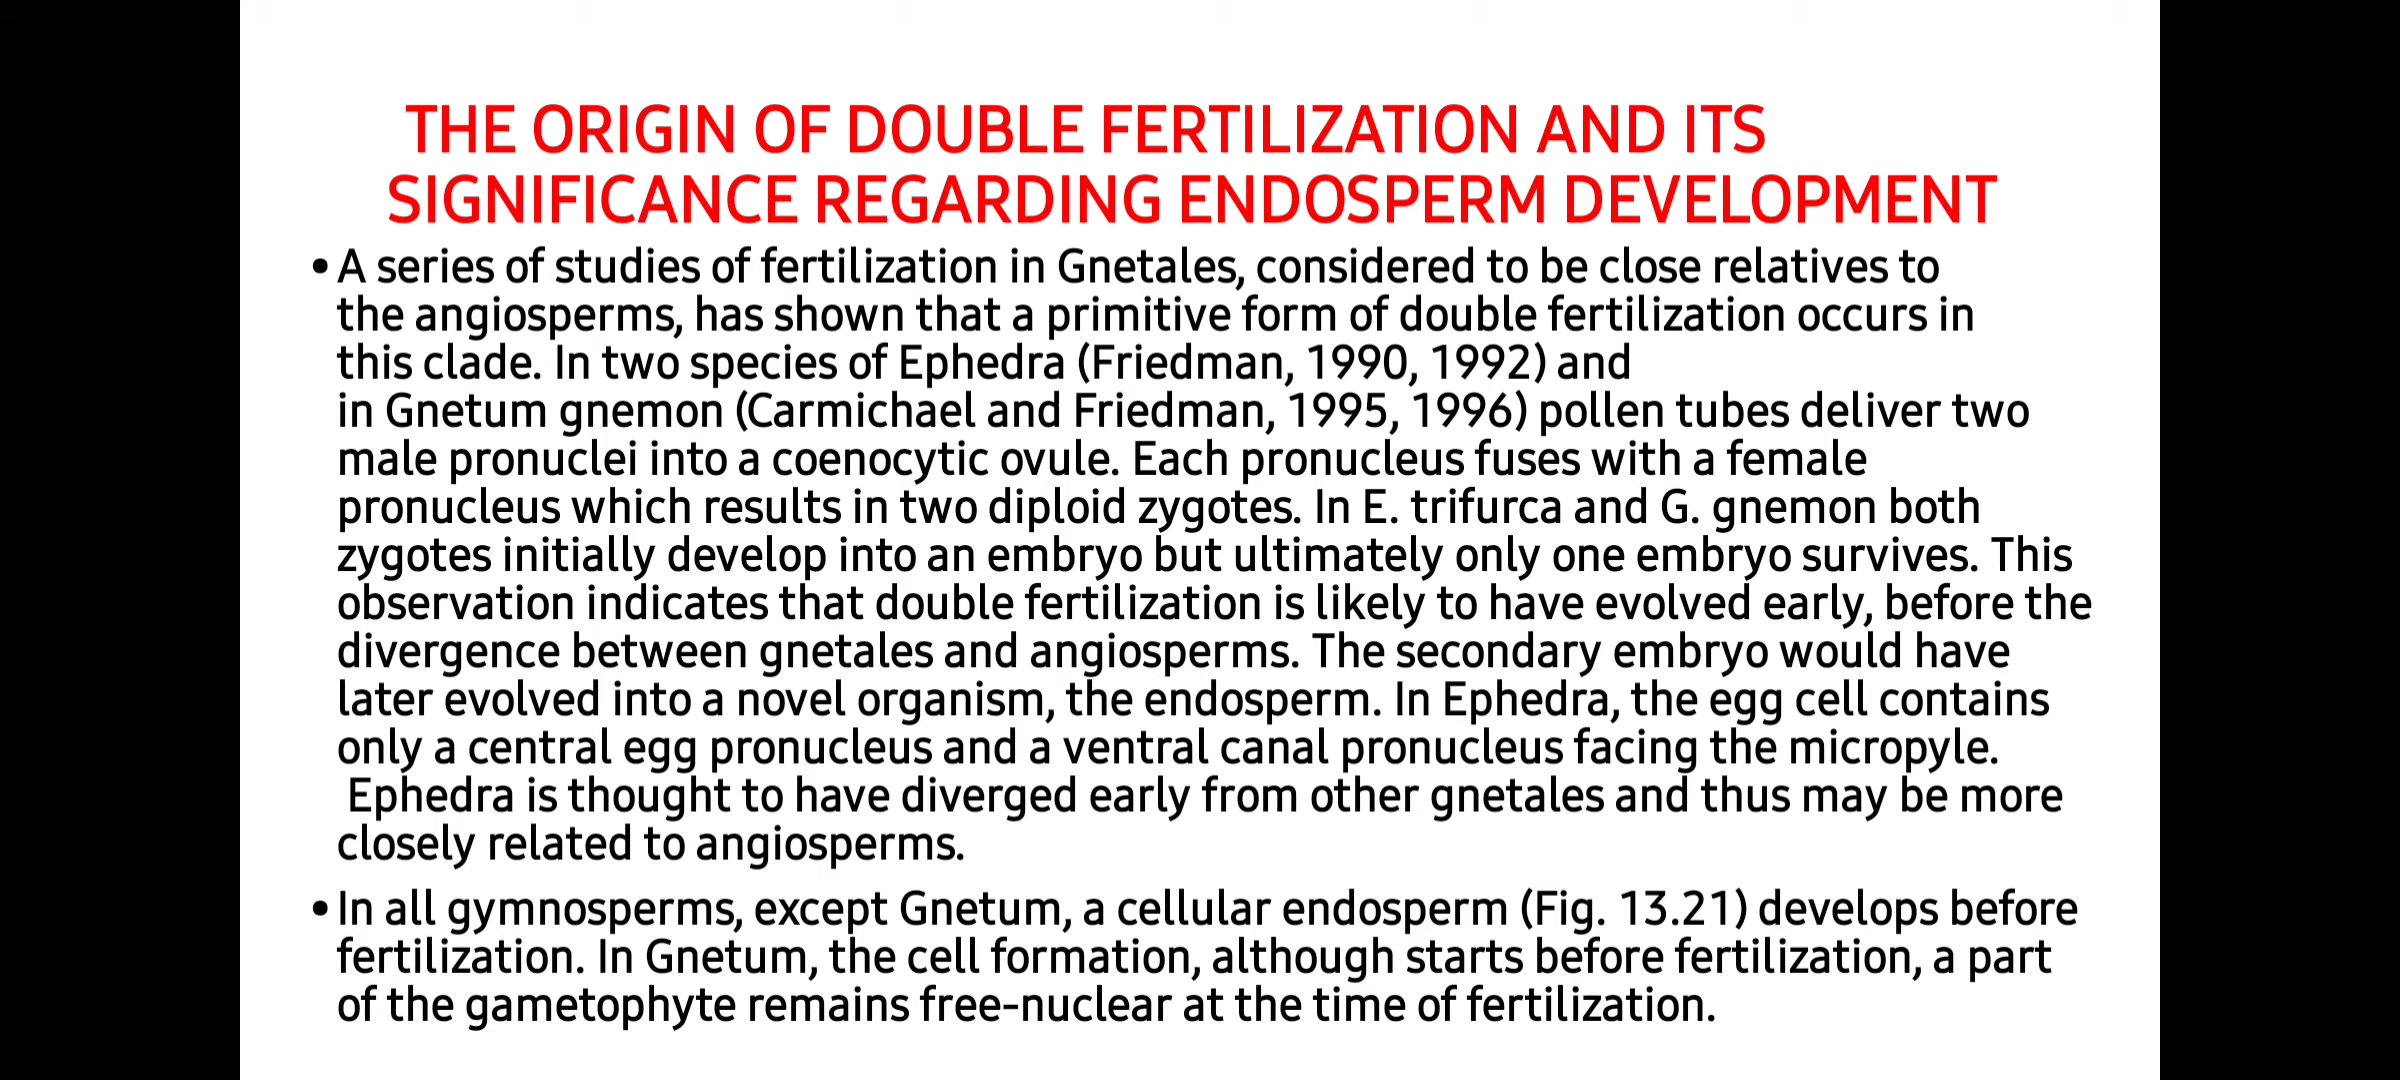 THE ORIGIN OF DOUBLE FERTILIZATION AND ITS
SIGNIFICANCE REGARDING ENDOSPERM DEVELOPMENT
• A series of studies of fertilization in Gnetales, considered to be close relatives to
the angiosperms, has shown that a primitive form of double fertilization occurs in
this clade. In two species of Ephedra (Friedman, 1990, 1992) and
in Gnetum gnemon (Carmichael and Friedman, 1995, 1996) pollen tubes deliver two
male pronuclei into a coenocytic ovule. Each pronucleus fuses with a female
pronucleus which results in two diploid zygotes. In E. trifurca and G. gnemon both
zygotes initially develop into an embryo but ultimately only one embryo survives. This
observation indicates that double fertilization is likely to have evolved early, before the
divergence between gnetales and angiosperms. The secondary embryo would have
later evolved into a novel organism, the endosperm. In Ephedra, the egg cell contains
only a central egg pronucleus and a ventral canal pronucleus facing the micropyle.
Ephedra is thought to have diverged early from other gnetales and thus may be more
closely related to angiosperms.
• In all gymnosperms, except Gnetum, a cellular endosperm (Fig. 13.21) develops before
fertilization. In Gnetum, the cell formation, although starts before fertilization, a part
of the gametophyte remains free-nuclear at the time of fertilization.